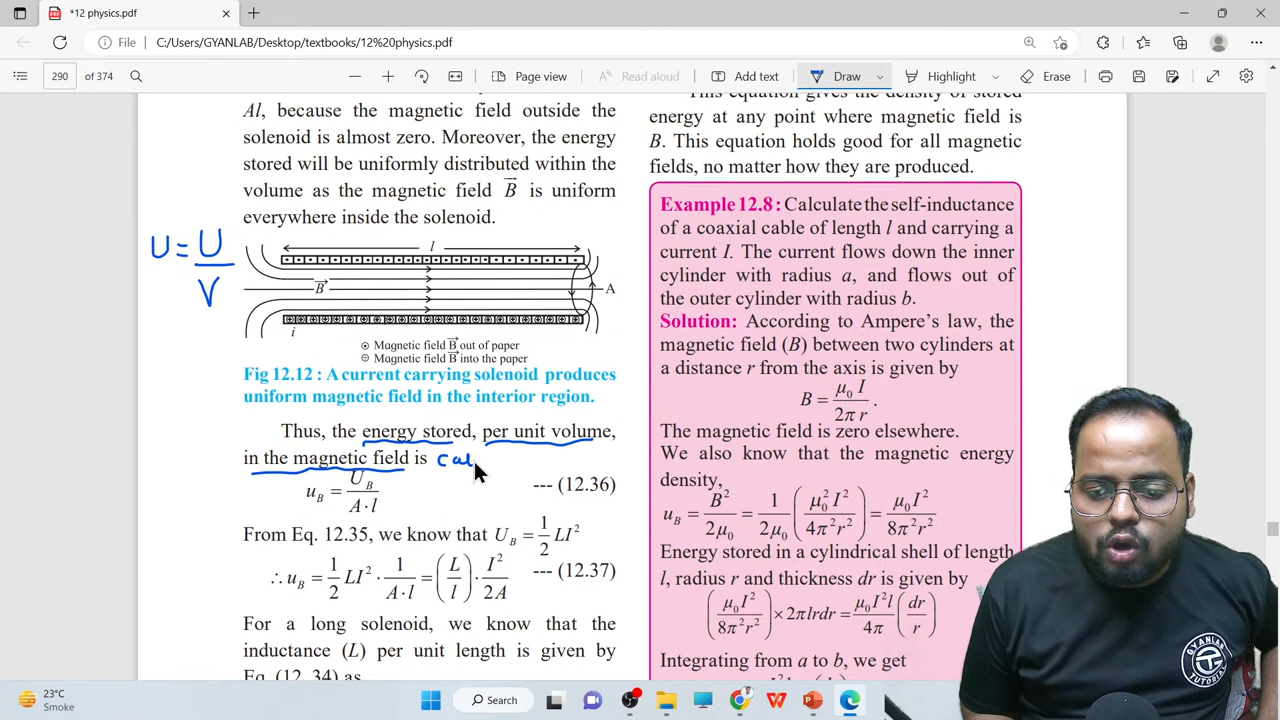 *12 physics.pdf
File
C:/Users/GYANLAB/Desktop/textbooks/12%20physics.pdf
290 of 374
Page view
Read aloud
Add text
Draw
Highlight
Erase
Al, because the magnetic field outside the
solenoid is almost zero. Moreover, the energy
stored will be uniformly distributed within the
volume as the magnetic field B⃗ is uniform
everywhere inside the solenoid.
U = U/V
l
B⃗
A
i
⊙ Magnetic field B⃗ out of paper
⊕ Magnetic field B⃗ into the paper
Fig 12.12 : A current carrying solenoid produces
uniform magnetic field in the interior region.
Thus, the energy stored, per unit volume,
in the magnetic field is cal
u_B = U_B / A·l --- (12.36)
From Eq. 12.35, we know that U_B = 1/2 LI²
∴ u_B = 1/2 LI² · 1/A·l = (L/l) · I²/2A --- (12.37)
For a long solenoid, we know that the
inductance (L) per unit length is given by
Eq. (12.34) as
This equation gives the density of stored
energy at any point where magnetic field is
B. This equation holds good for all magnetic
fields, no matter how they are produced.
Example 12.8 : Calculate the self-inductance
of a coaxial cable of length l and carrying a
current I. The current flows down the inner
cylinder with radius a, and flows out of
the outer cylinder with radius b.
Solution: According to Ampere's law, the
magnetic field (B) between two cylinders at
a distance r from the axis is given by
B = μ₀ I / 2π r .
The magnetic field is zero elsewhere.
We also know that the magnetic energy
density,
u_B = B²/2μ₀ = 1/2μ₀ (μ₀² I²/4π²r²) = μ₀ I²/8π²r²
Energy stored in a cylindrical shell of length
l, radius r and thickness dr is given by
(μ₀I²/8π²r²) × 2πlrdr = μ₀I²l/4π (dr/r)
Integrating from a to b, we get
GYANLAB
TUTORIA
23°C
Smoke
Search